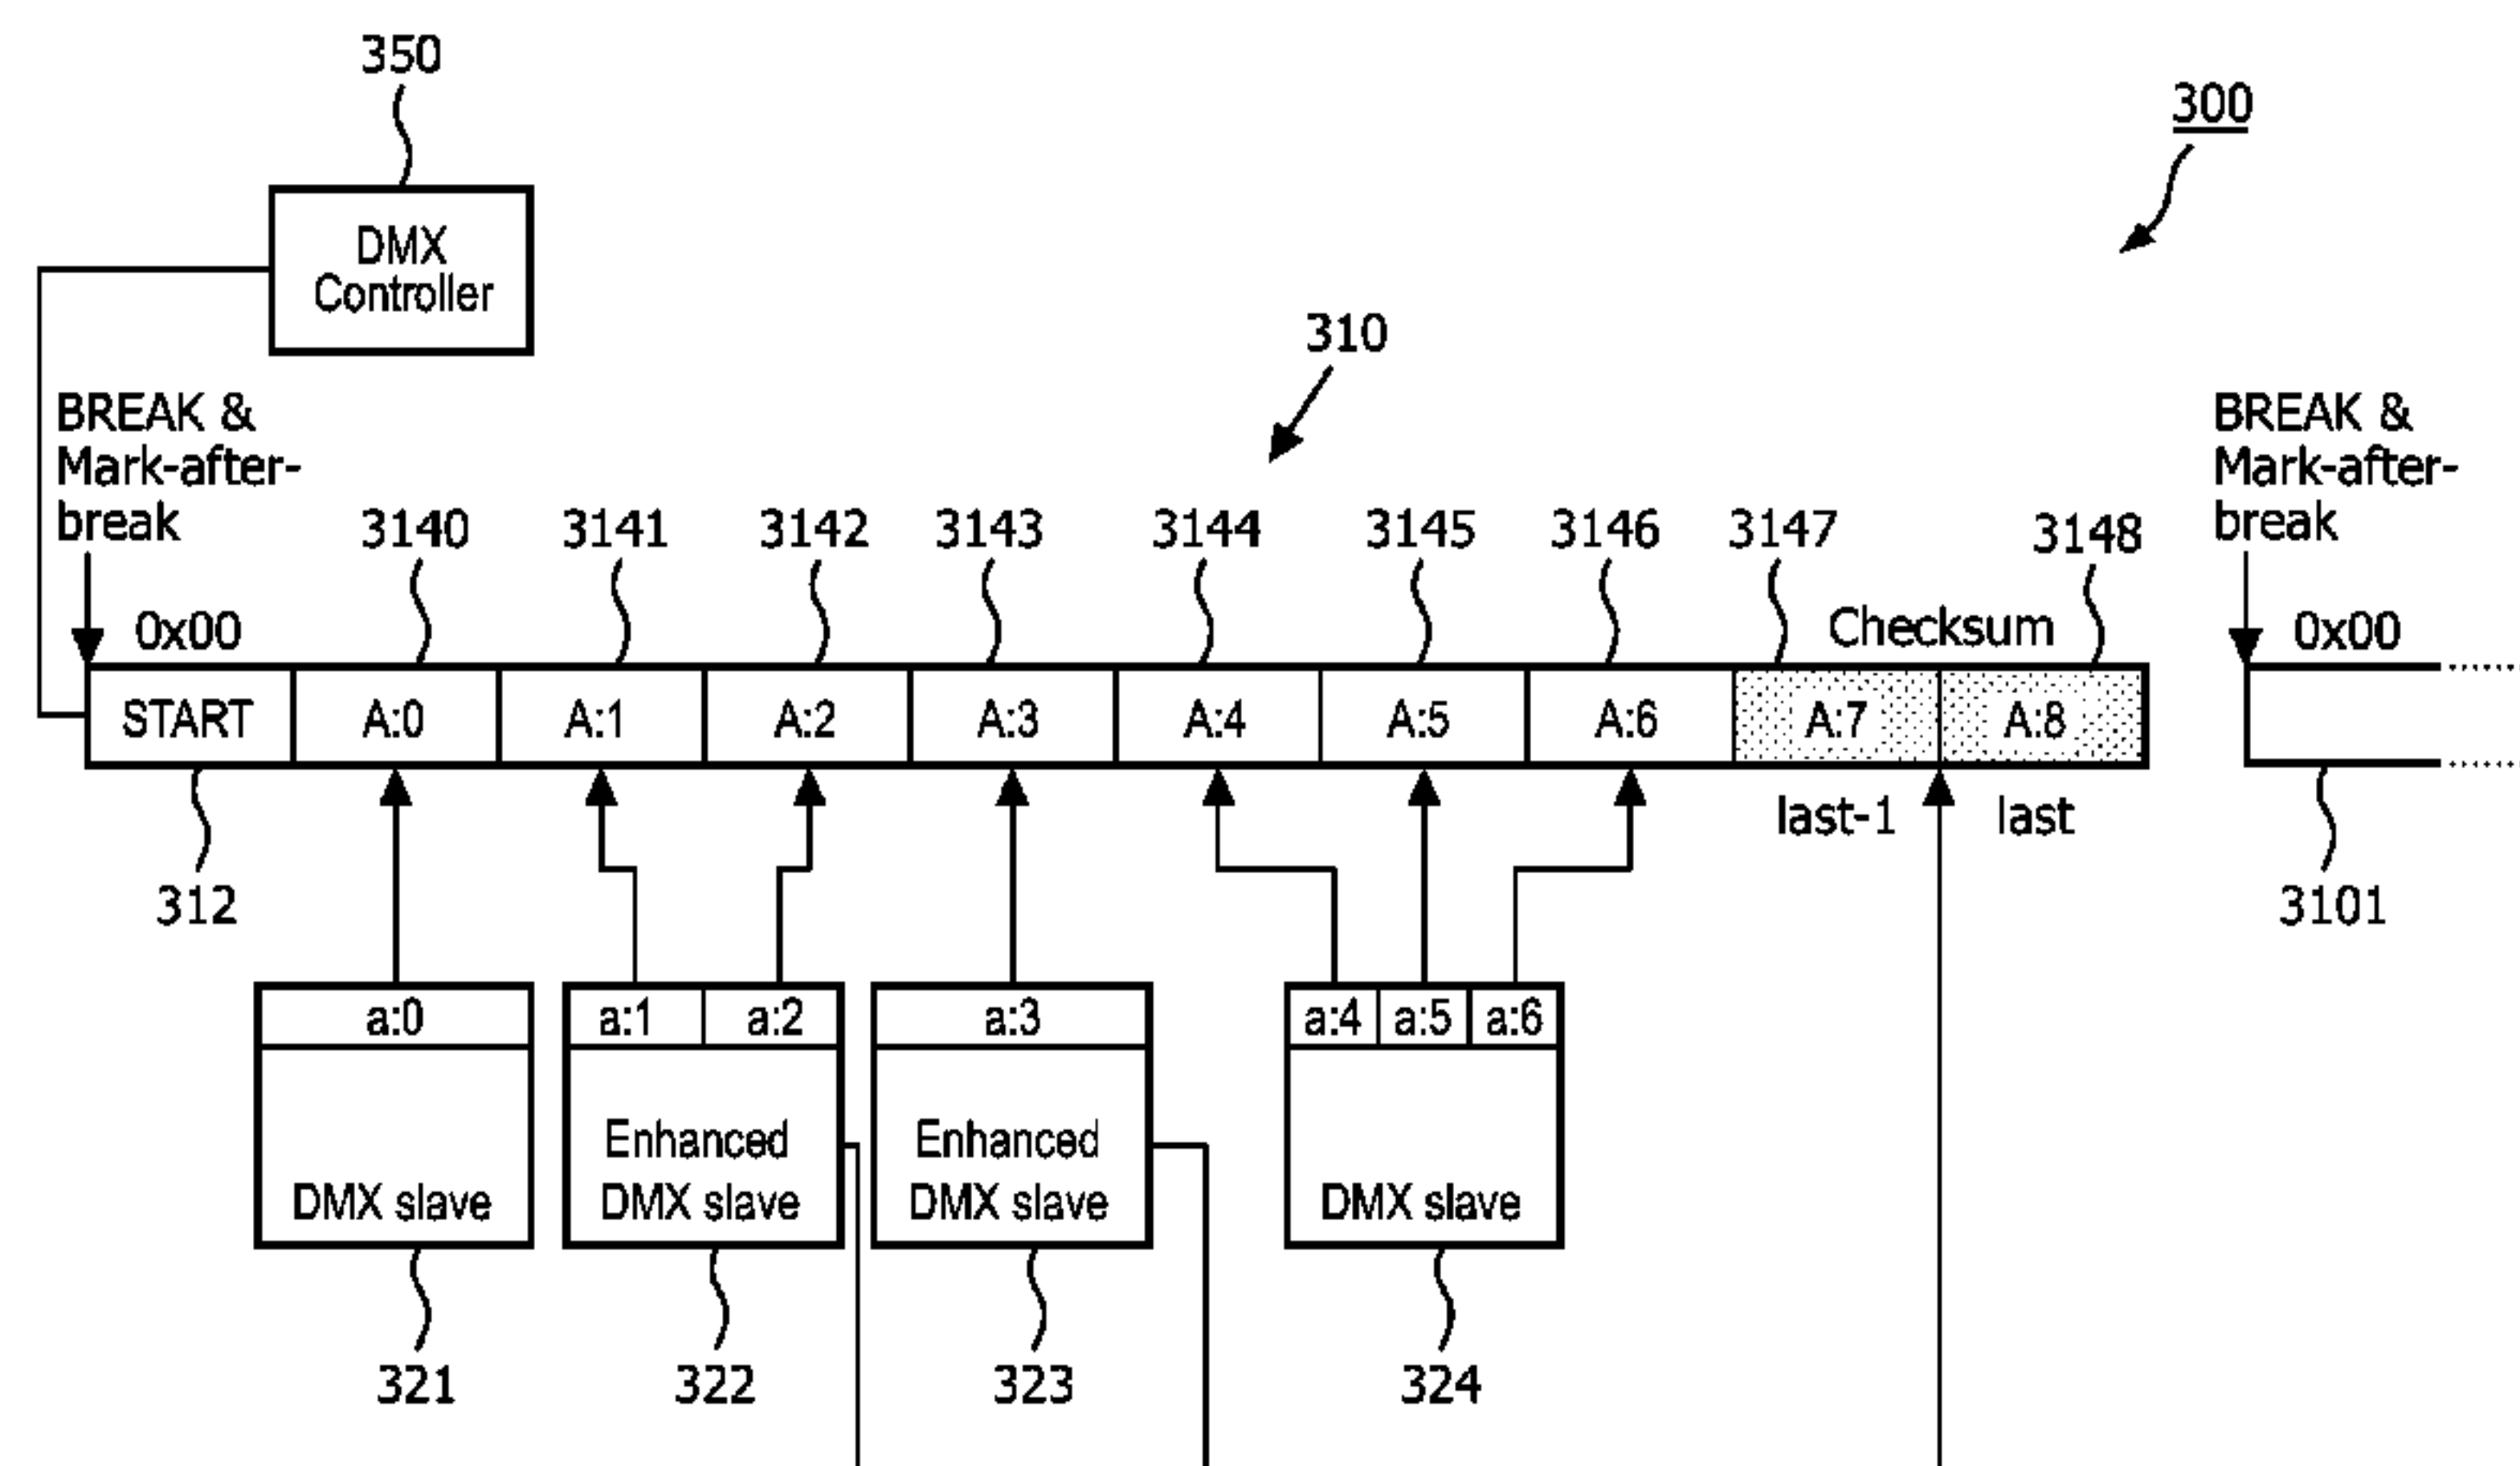 350
300
DMX
Controller
310
BREAK &
Mark-after-
break
BREAK &
Mark-after-
break
3140
3141
3142
3143
3144
3145
3146
3147
3148
0x00
Checksum
0x00
START
A:0
A:1
A:2
A:3
A:4
A:5
A:6
A:7
A:8
last-1
last
312
3101
a:0
a:1
a:2
a:3
a:4
a:5
a:6
DMX slave
Enhanced
DMX slave
Enhanced
DMX slave
DMX slave
321
322
323
324